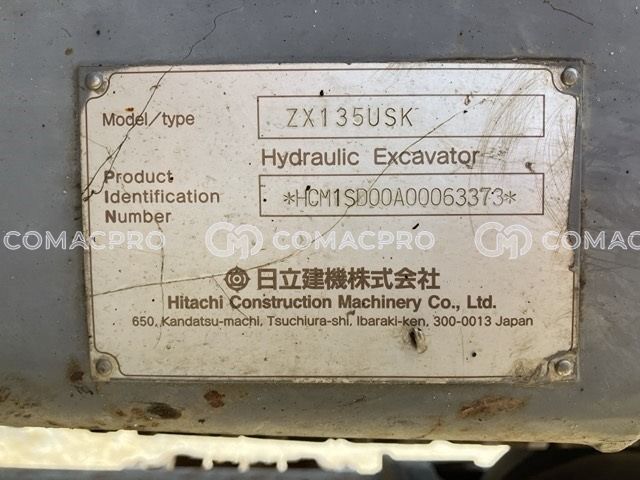 Model/type ZX135USK
Hydraulic Excavator
Product
Identification
Number
*HCM1SD00A00063373*
COMACPRO COMACPRO COMAC
日立建機株式会社
Hitachi Construction Machinery Co., Ltd.
650, Kandatsu-machi, Tsuchiura-shi, Ibaraki-ken, 300-0013 Japan